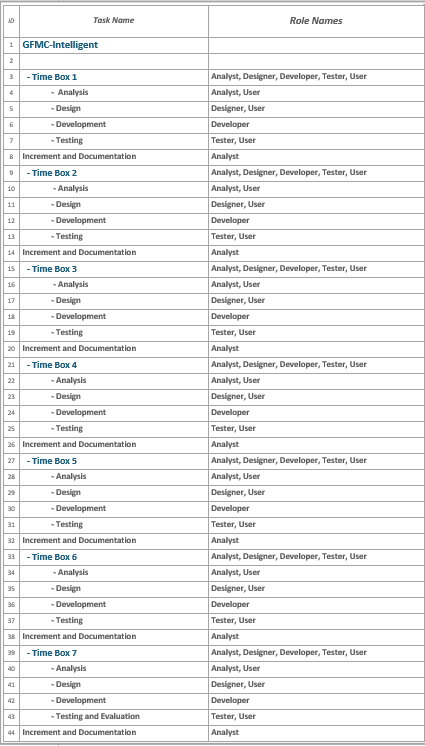 ID Task Name Role Names
1 GFMC-Intelligent
2
3 - Time Box 1 Analyst, Designer, Developer, Tester, User
4 - Analysis Analyst, User
5 - Design Designer, User
6 - Development Developer
7 - Testing Tester, User
8 Increment and Documentation Analyst
9 - Time Box 2 Analyst, Designer, Developer, Tester, User
10 - Analysis Analyst, User
11 - Design Designer, User
12 - Development Developer
13 - Testing Tester, User
14 Increment and Documentation Analyst
15 - Time Box 3 Analyst, Designer, Developer, Tester, User
16 - Analysis Analyst, User
17 - Design Designer, User
18 - Development Developer
19 - Testing Tester, User
20 Increment and Documentation Analyst
21 - Time Box 4 Analyst, Designer, Developer, Tester, User
22 - Analysis Analyst, User
23 - Design Designer, User
24 - Development Developer
25 - Testing Tester, User
26 Increment and Documentation Analyst
27 - Time Box 5 Analyst, Designer, Developer, Tester, User
28 - Analysis Analyst, User
29 - Design Designer, User
30 - Development Developer
31 - Testing Tester, User
32 Increment and Documentation Analyst
33 - Time Box 6 Analyst, Designer, Developer, Tester, User
34 - Analysis Analyst, User
35 - Design Designer, User
36 - Development Developer
37 - Testing Tester, User
38 Increment and Documentation Analyst
39 - Time Box 7 Analyst, Designer, Developer, Tester, User
40 - Analysis Analyst, User
41 - Design Designer, User
42 - Development Developer
43 - Testing and Evaluation Tester, User
44 Increment and Documentation Analyst